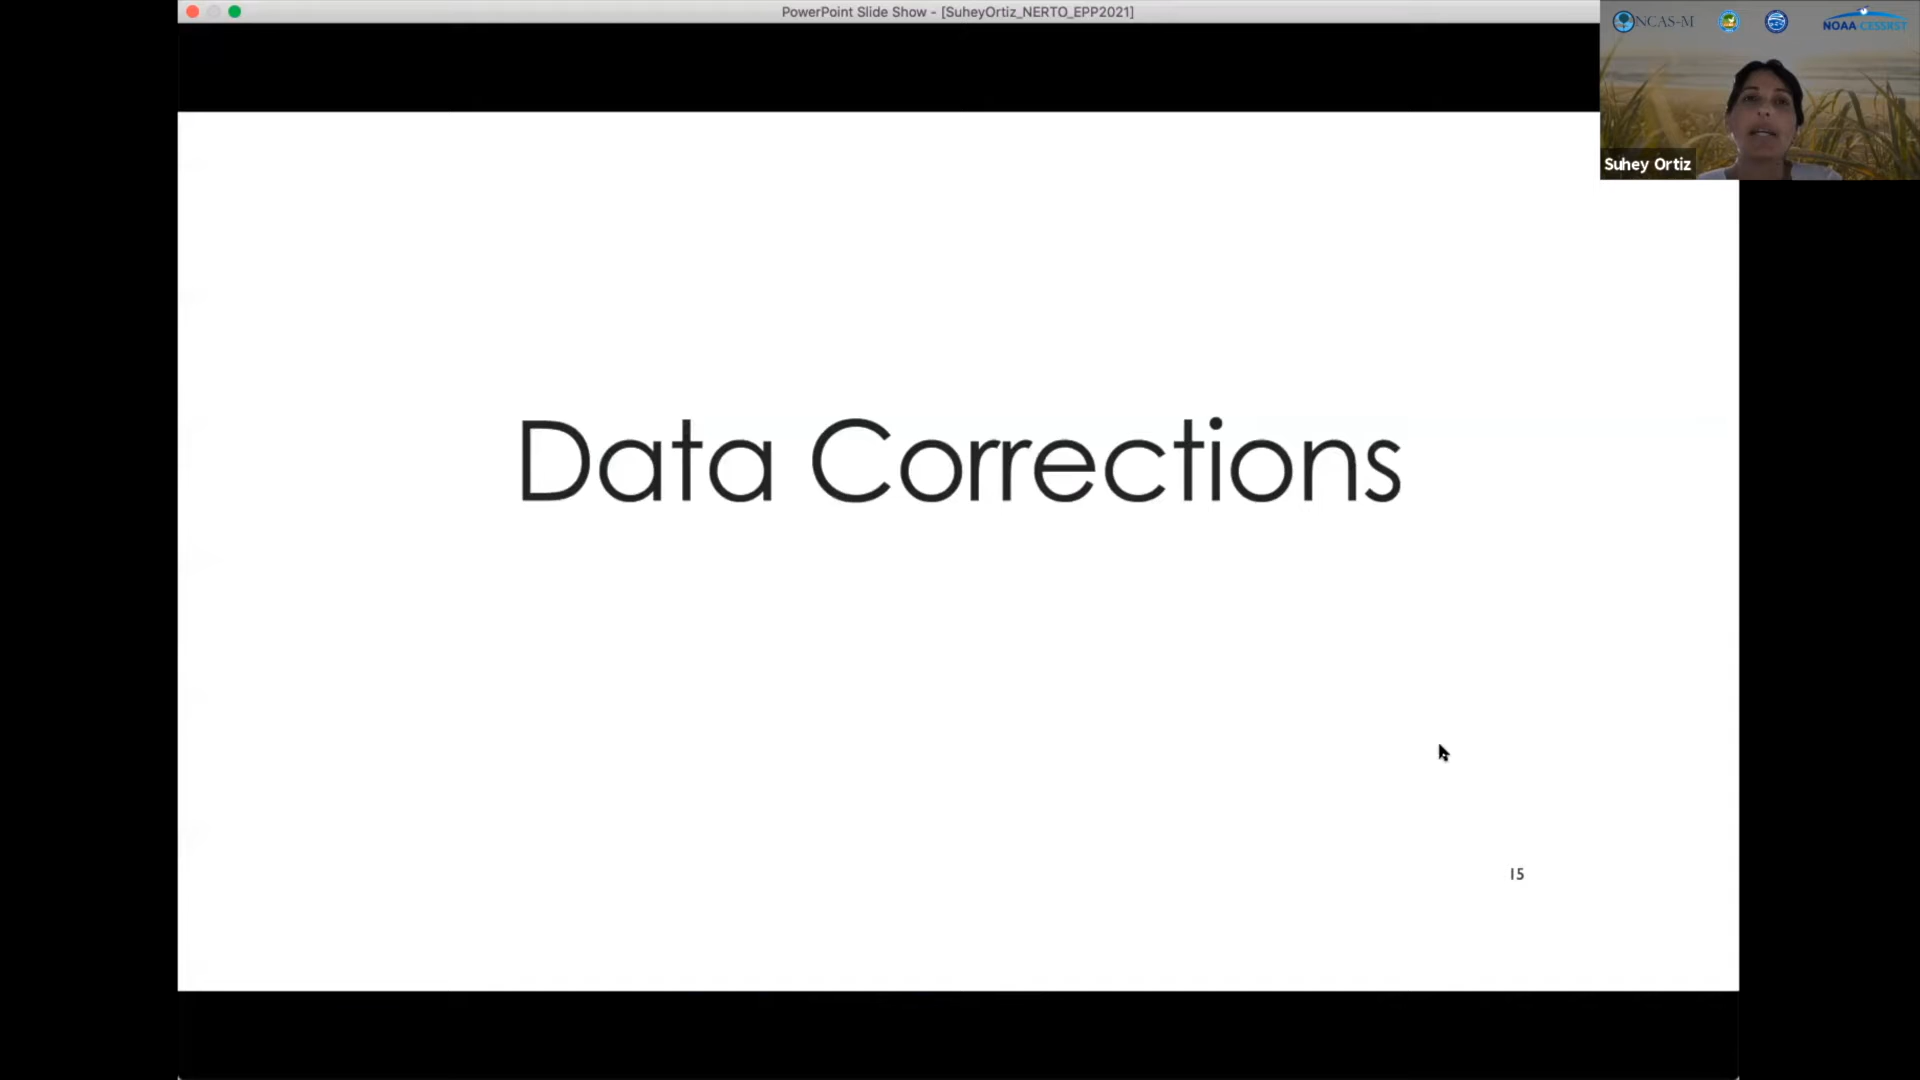 PowerPoint Slide Show - [SuheyOrtiz_NERTO_EPP2021]
NCAS-M
NOAA CESSRST
Suhey Ortiz
Data Corrections
15